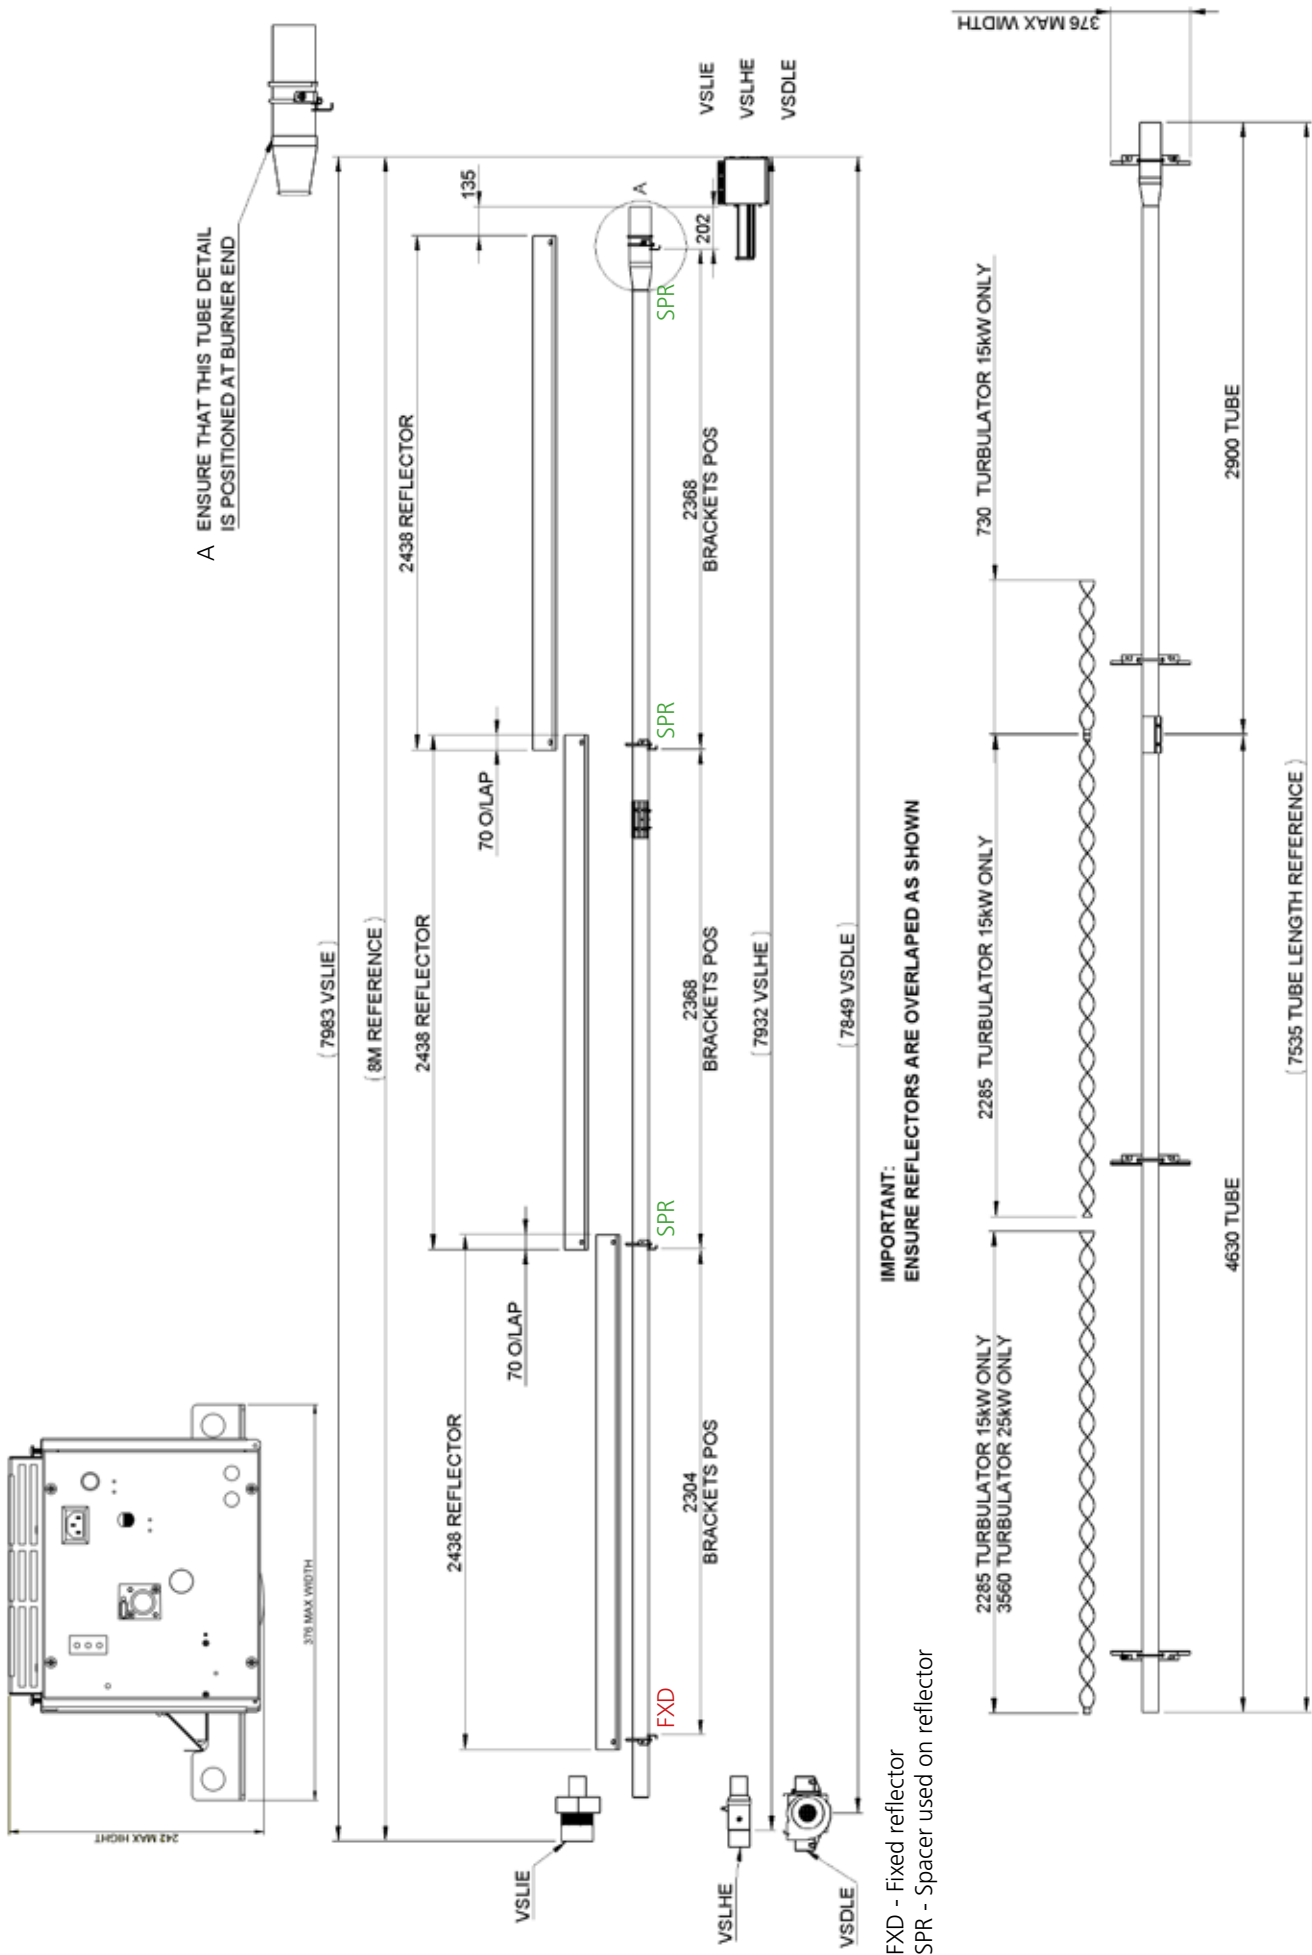 242 MAX HIGHT
376 MAX WIDTH
A ENSURE THAT THIS TUBE DETAIL
IS POSITIONED AT BURNER END
( 7983 VSLIE )
( 8M REFERENCE )
2438 REFLECTOR
2438 REFLECTOR
2438 REFLECTOR
70 O/LAP
70 O/LAP
135
A
FXD
SPR
SPR
SPR
2304
BRACKETS POS
2368
BRACKETS POS
2368
BRACKETS POS
202
VSLIE
VSLHE
VSDLE
VSLIE
VSLHE
VSDLE
( 7932 VSLHE )
( 7849 VSDLE )
IMPORTANT:
ENSURE REFLECTORS ARE OVERLAPED AS SHOWN
FXD - Fixed reflector
SPR - Spacer used on reflector
2285 TURBULATOR 15kW ONLY
3560 TURBULATOR 25kW ONLY
2285 TURBULATOR 15kW ONLY
730 TURBULATOR 15kW ONLY
376 MAX WIDTH
4630 TUBE
2900 TUBE
( 7535 TUBE LENGTH REFERENCE )